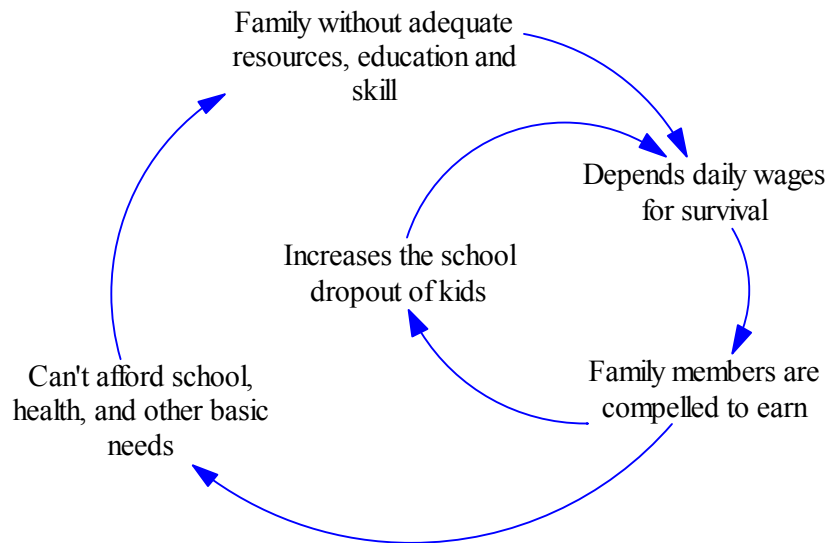 Family without adequate
resources, education and
skill
Depends daily wages
for survival
Increases the school
dropout of kids
Family members are
compelled to earn
Can't afford school,
health, and other basic
needs